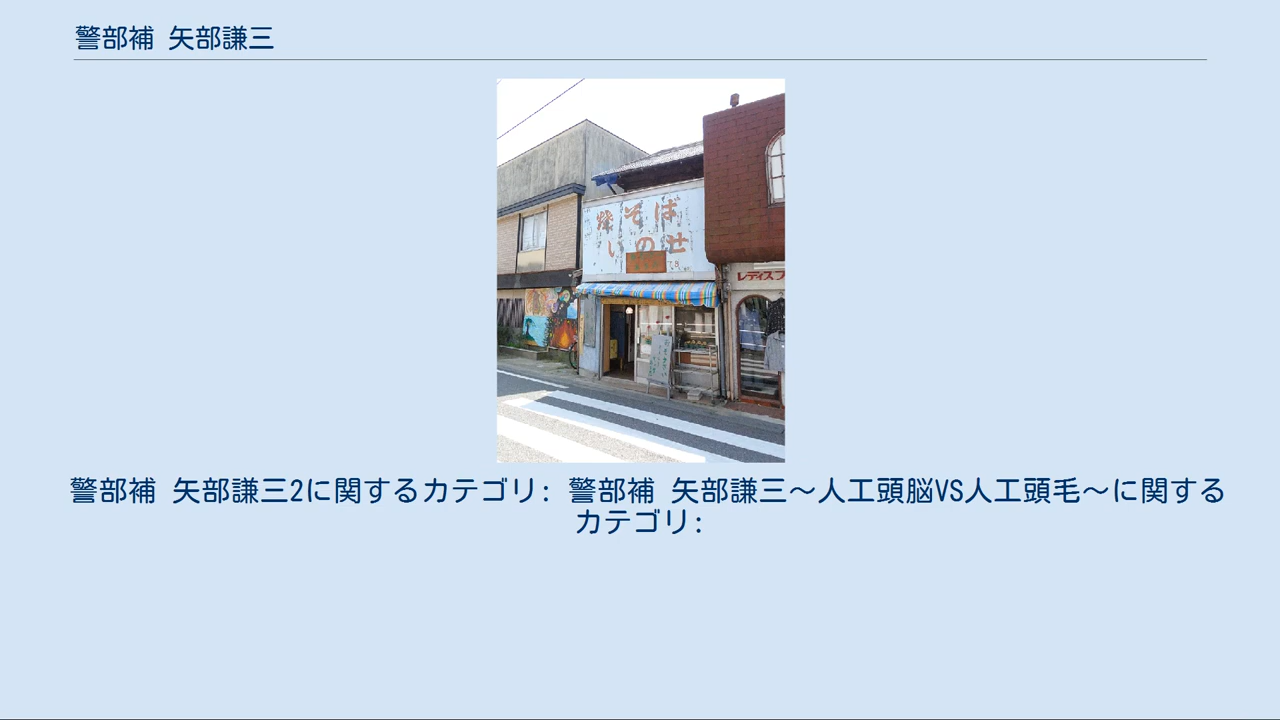 警部補 矢部謙三
焼そば
いのせ
レディスフ
警部補 矢部謙三2に関するカテゴリ: 警部補 矢部謙三〜人工頭脳VS人工頭毛〜に関する
カテゴリ: